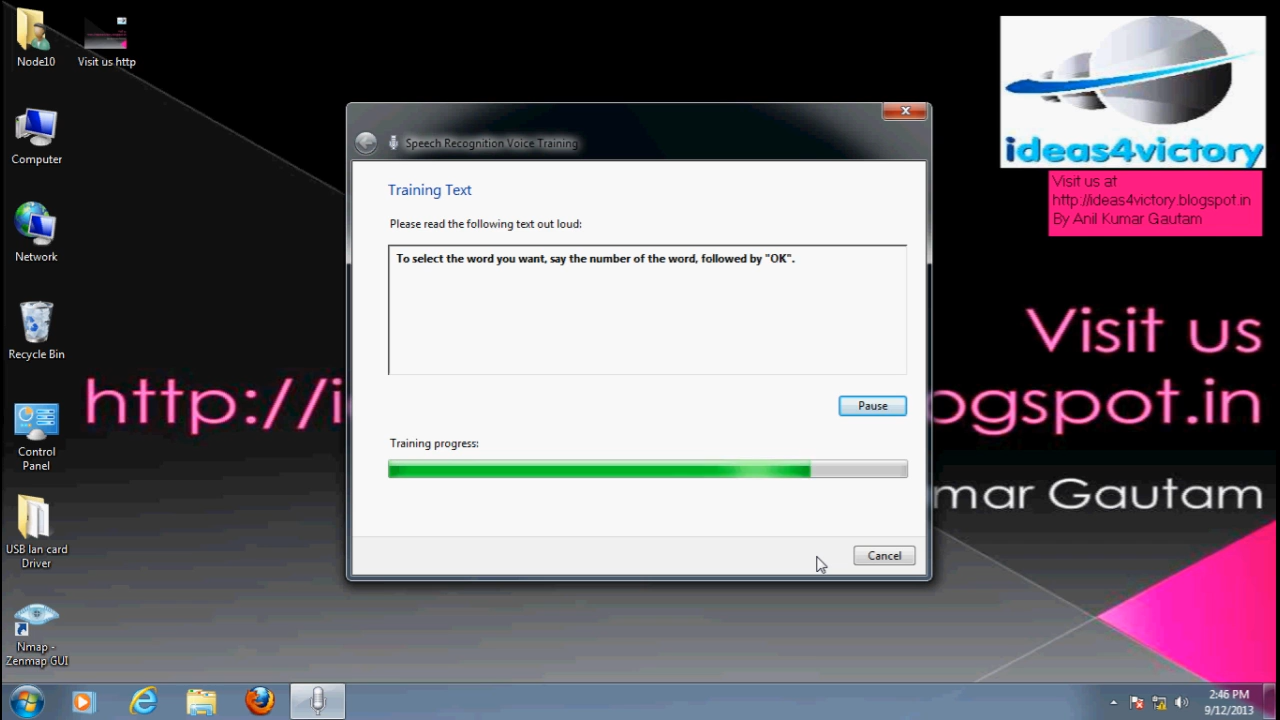 Node10
Visit us http
Computer
Network
Recycle Bin
Control
Panel
USB lan card
Driver
Nmap -
Zenmap GUI
Speech Recognition Voice Training
Training Text
Please read the following text out loud:
To select the word you want, say the number of the word, followed by "OK".
Pause
Training progress:
Cancel
ideas4victory
Visit us at
http://ideas4victory.blogspot.in
By Anil Kumar Gautam
Visit us
http://i ogspot.in
mar Gautam
2:46 PM
9/12/2013